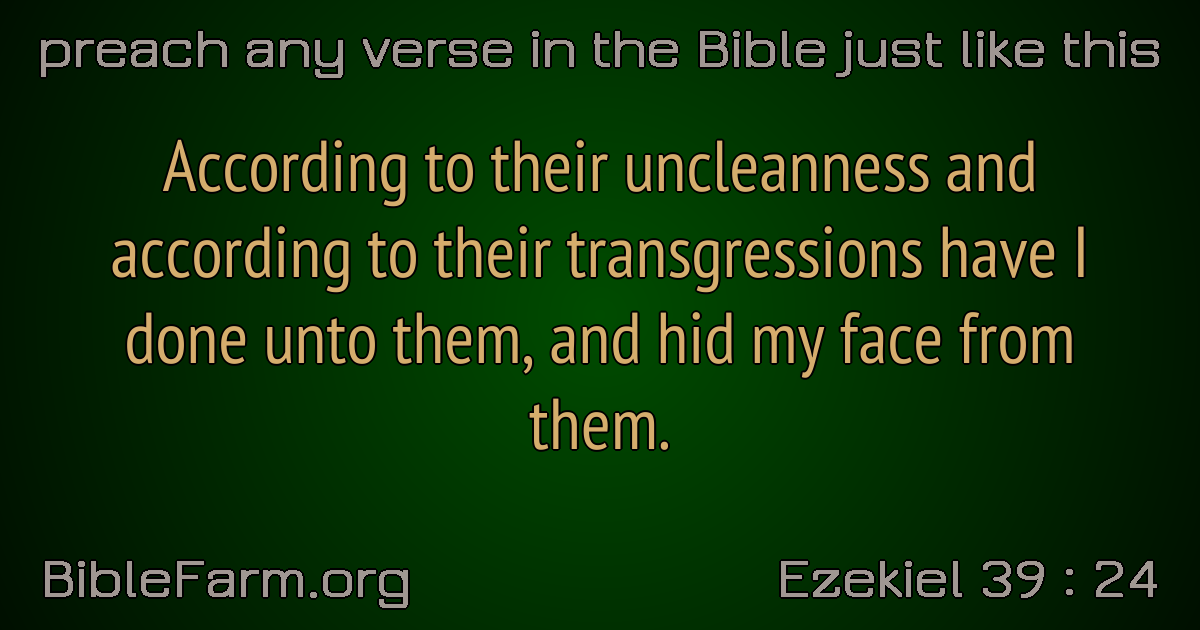 preach any verse in the Bible just like this
According to their uncleanness and
according to their transgressions have I
done unto them, and hid my face from
them.
BibleFarm.org
Ezekiel 39 : 24